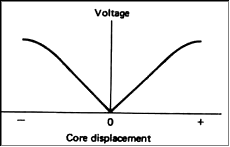 Voltage
− 0 +
Core displacement